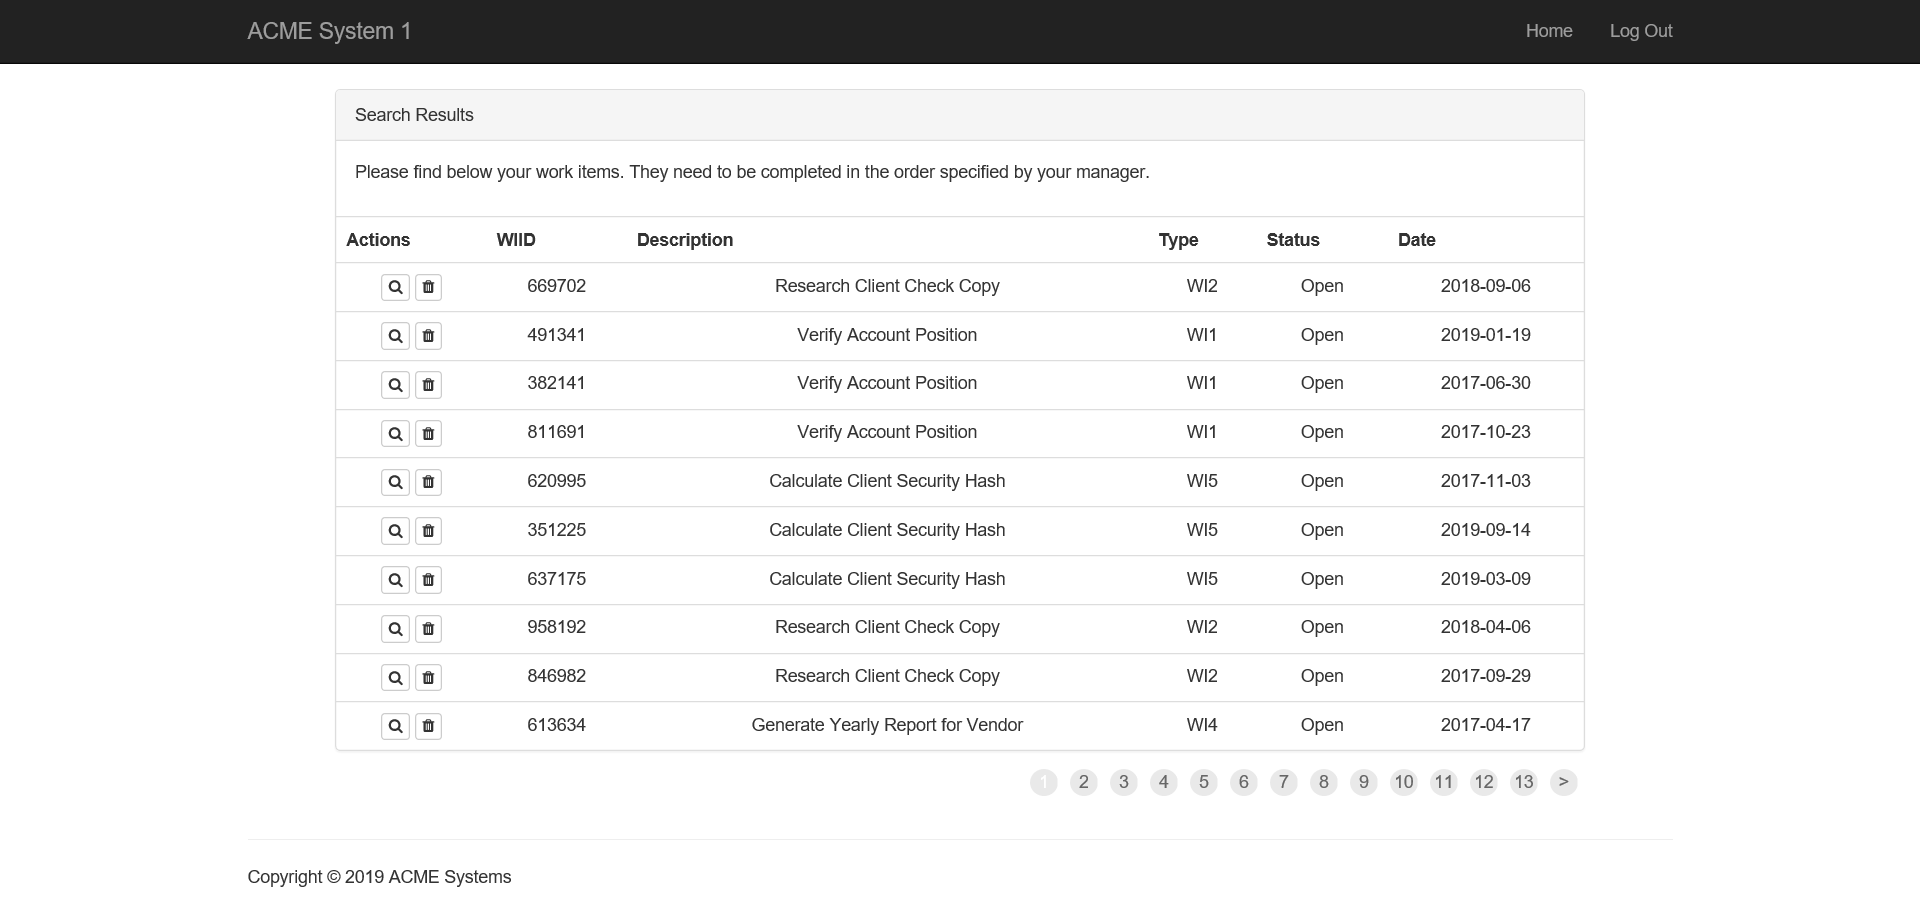 ACME System 1 Home Log Out
Search Results
Please find below your work items. They need to be completed in the order specified by your manager.
Actions WIID Description Type Status Date
669702 Research Client Check Copy WI2 Open 2018-09-06
491341 Verify Account Position WI1 Open 2019-01-19
382141 Verify Account Position WI1 Open 2017-06-30
811691 Verify Account Position WI1 Open 2017-10-23
620995 Calculate Client Security Hash WI5 Open 2017-11-03
351225 Calculate Client Security Hash WI5 Open 2019-09-14
637175 Calculate Client Security Hash WI5 Open 2019-03-09
958192 Research Client Check Copy WI2 Open 2018-04-06
846982 Research Client Check Copy WI2 Open 2017-09-29
613634 Generate Yearly Report for Vendor WI4 Open 2017-04-17
1 2 3 4 5 6 7 8 9 10 11 12 13 >
Copyright © 2019 ACME Systems